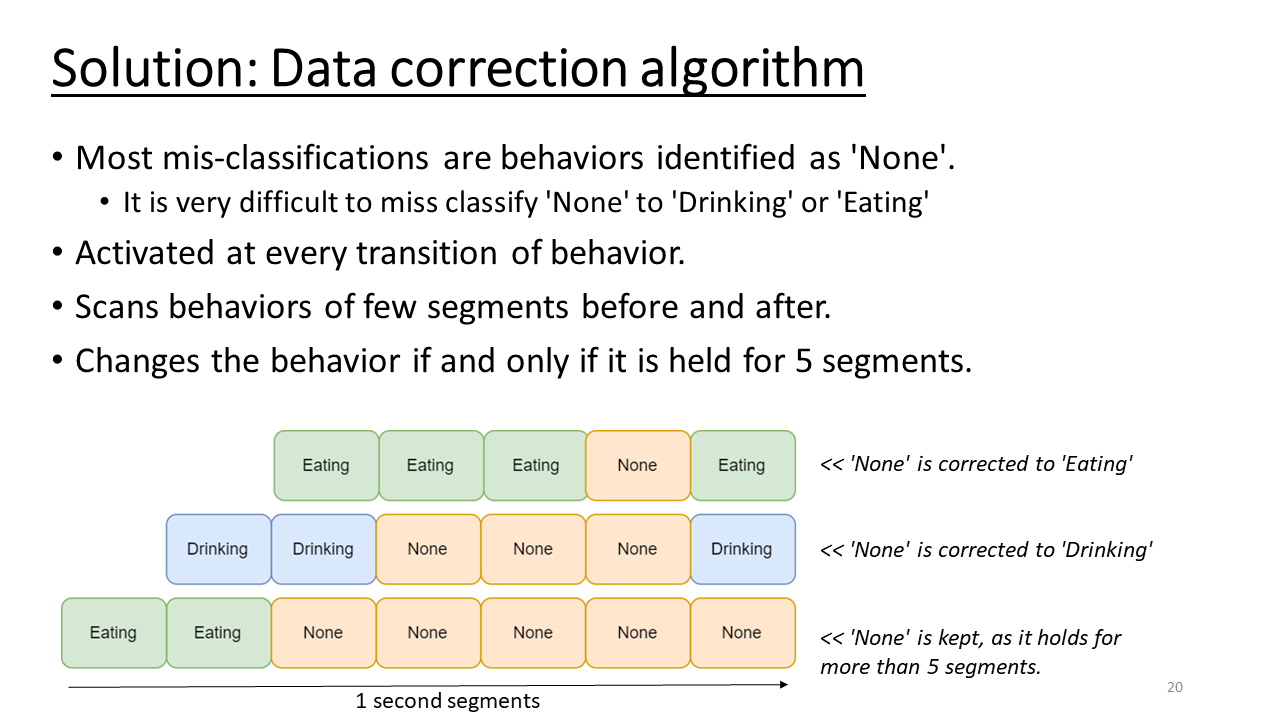 Solution: Data correction algorithm
• Most mis-classifications are behaviors identified as 'None'.
• It is very difficult to miss classify 'None' to 'Drinking' or 'Eating'
• Activated at every transition of behavior.
• Scans behaviors of few segments before and after.
• Changes the behavior if and only if it is held for 5 segments.
Eating Eating Eating None Eating << 'None' is corrected to 'Eating'
Drinking Drinking None None None Drinking << 'None' is corrected to 'Drinking'
Eating Eating None None None None None << 'None' is kept, as it holds for
more than 5 segments.
1 second segments
20